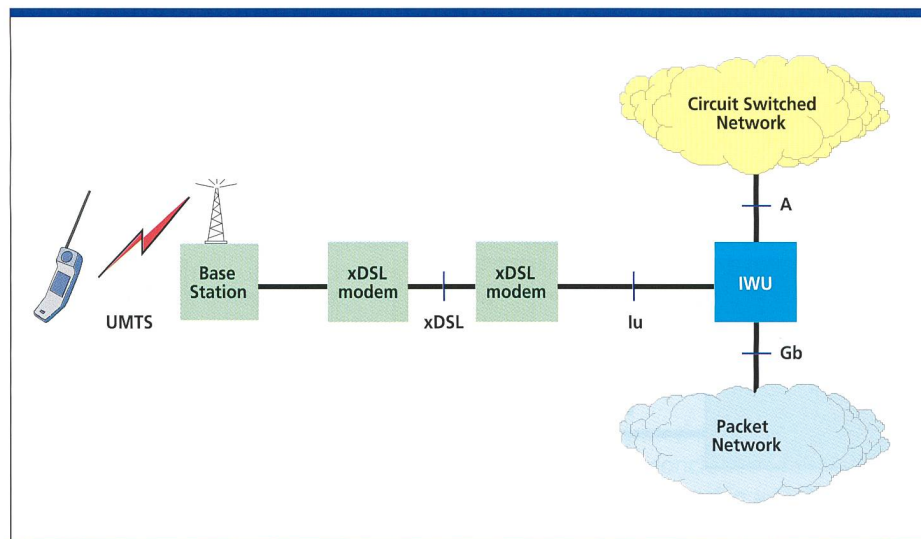 Circuit Switched
Network
A
Base
Station
xDSL
modem
xDSL
modem
IWU
UMTS
xDSL
Iu
Gb
Packet
Network